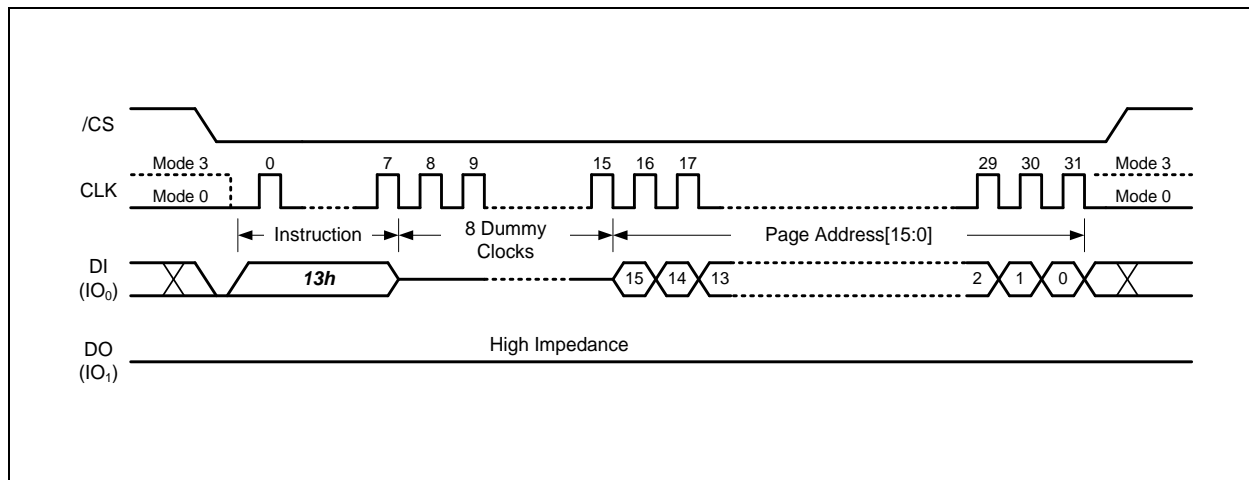 /CS
Mode 3 0 7 8 9 15 16 17 29 30 31 Mode 3
CLK
Mode 0 Mode 0
Instruction 8 Dummy Clocks Page Address[15:0]
DI (IO₀) 13h 15 14 13 2 1 0
High Impedance
DO
(IO₁)